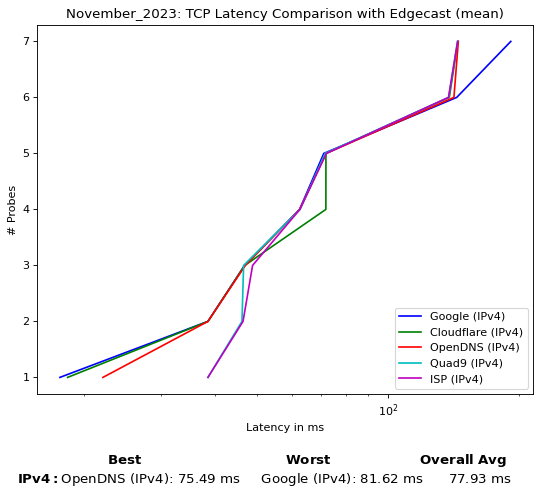 November_2023: TCP Latency Comparison with Edgecast (mean)
7
6
5
4
3
2
1
# Probes
10²
Latency in ms
Google (IPv4)
Cloudflare (IPv4)
OpenDNS (IPv4)
Quad9 (IPv4)
ISP (IPv4)
Best Worst Overall Avg
IPv4: OpenDNS (IPv4): 75.49 ms Google (IPv4): 81.62 ms 77.93 ms